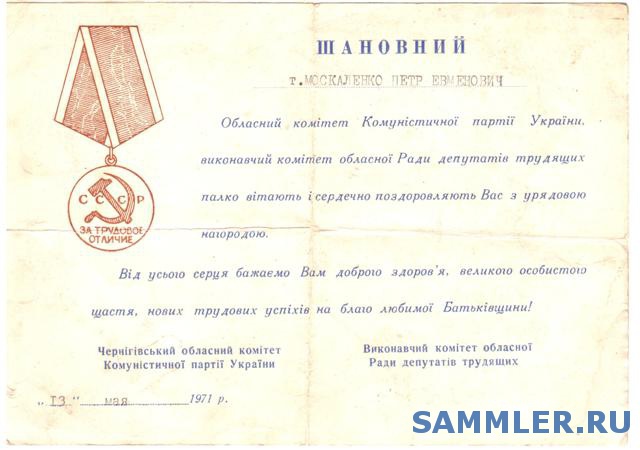 ШАНОВНИЙ
т.МОСКАЛЕНКО ПЕТР ЕВМЕНОВИЧ
Обласний комітет Комуністичної партії України,
виконавчий комітет обласної Ради депутатів трудящих
палко вітають і сердечно поздоровляють Вас з урядовою
нагородою.
СССР
ЗА ТРУДОВОЕ
ОТЛИЧИЕ
Від усього серця бажаємо Вам доброго здоров'я, великого особистого
щастя, нових трудових успіхів на благо любимої Батьківщини!
Чернігівський обласний комітет
Комуністичної партії України
Виконавчий комітет обласної
Ради депутатів трудящих
„ІЗ" мая 1971 р.
SAMMLER.RU